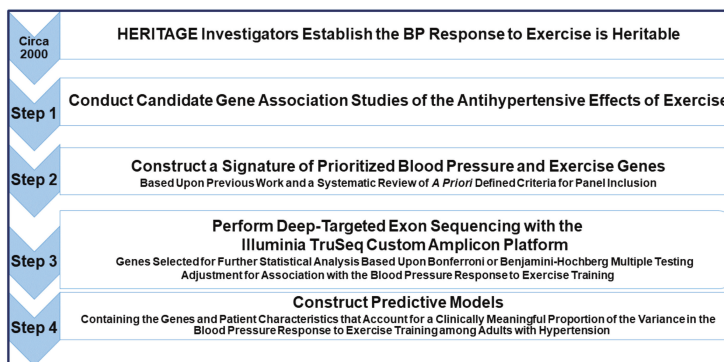 Circa
2000
HERITAGE Investigators Establish the BP Response to Exercise is Heritable
Step 1
Conduct Candidate Gene Association Studies of the Antihypertensive Effects of Exercise
Step 2
Construct a Signature of Prioritized Blood Pressure and Exercise Genes
Based Upon Previous Work and a Systematic Review of A Priori Defined Criteria for Panel Inclusion
Step 3
Perform Deep-Targeted Exon Sequencing with the
Illuminia TruSeq Custom Amplicon Platform
Genes Selected for Further Statistical Analysis Based Upon Bonferroni or Benjamini-Hochberg Multiple Testing
Adjustment for Association with the Blood Pressure Response to Exercise Training
Step 4
Construct Predictive Models
Containing the Genes and Patient Characteristics that Account for a Clinically Meaningful Proportion of the Variance in the
Blood Pressure Response to Exercise Training among Adults with Hypertension